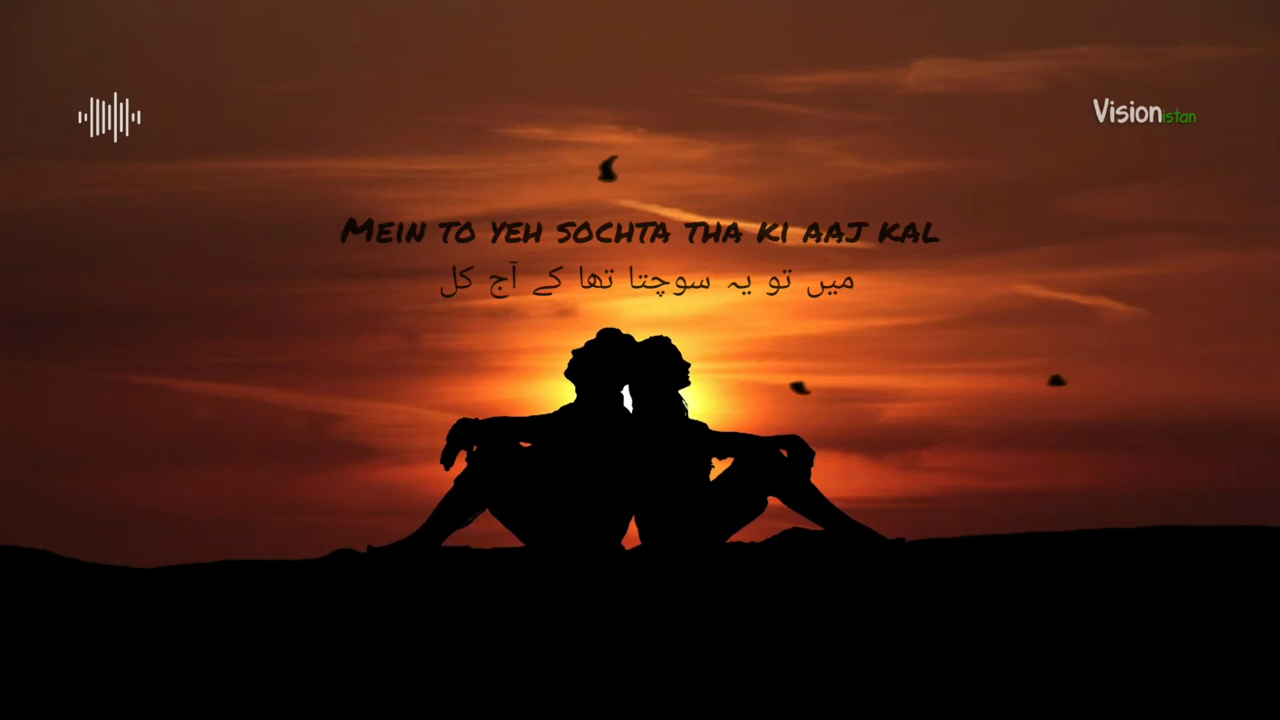 Visionistan
MEIN TO YEH SOCHTA THA KI AAJ KAL
میں تو یہ سوچتا تھا کے آج کل